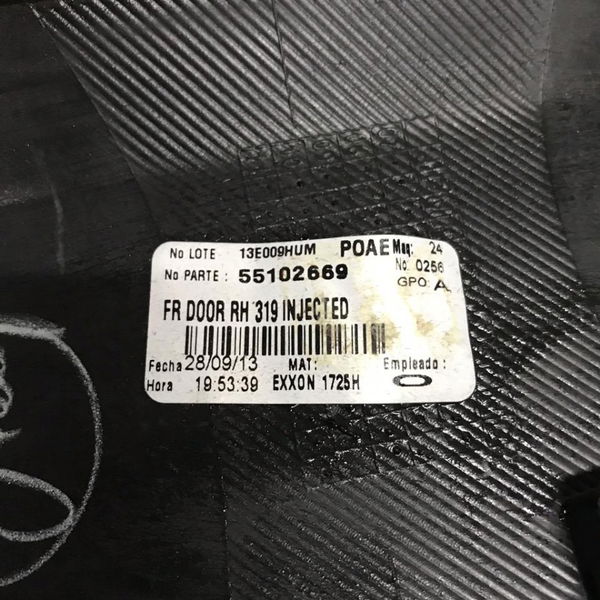 No LOTE 13E009HUM POAE Maq: 24
No PARTE : 55102669 No: 0256
GPO: A
FR DOOR RH 319 INJECTED
Fecha 28/09/13 MAT: Empleado :
Hora 19:53:39 EXXON 1725H 0